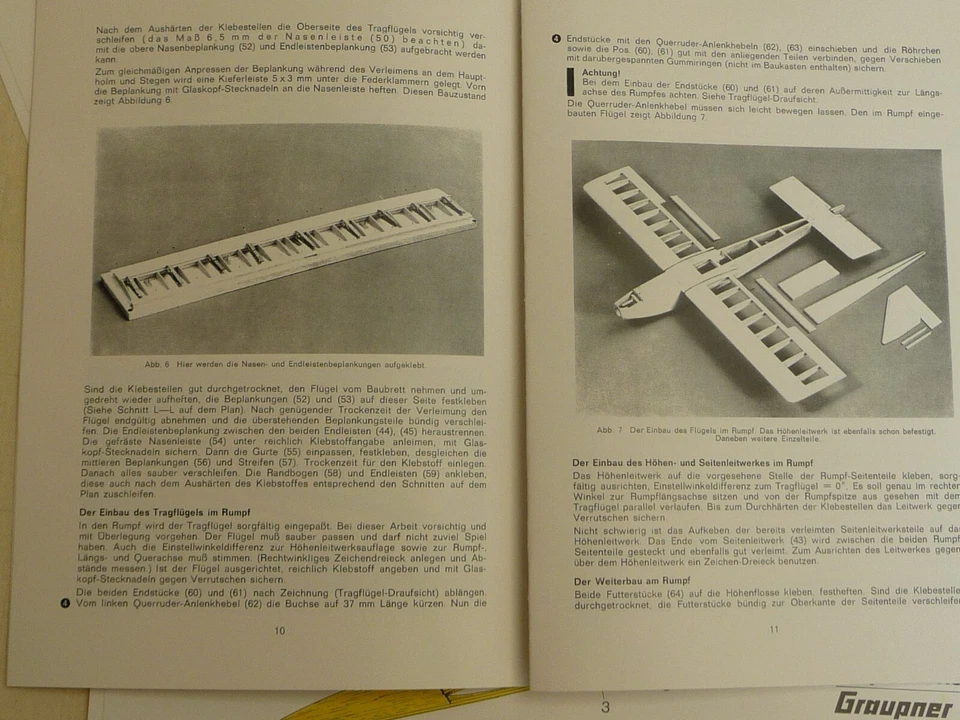 Nach dem Aushärten der Klebestellen die Oberseite des Tragflügels vorsichtig ver-
schleifen (das Maß 6,5 mm der Nasenleiste (50) beachten) da-
mit die obere Nasenbeplankung (52) und Endleistenbeplankung (53) aufgebracht werden
kann.
Zum gleichmäßigen Anpressen der Beplankung während des Verleimens an dem Haupt-
holm und Stegen wird eine Kieferleiste 5x3 mm unter die Federklammern gelegt. Vorn
die Beplankung mit Glaskopf-Stecknadeln an die Nasenleiste heften. Diesen Bauzustand
zeigt Abbildung 6.
Abb. 6 Hier werden die Nasen- und Endleistenbeplankungen aufgeklebt.
Sind die Klebestellen gut durchgetrocknet, den Flügel vom Baubrett nehmen und um-
gedreht wieder aufheften, die Beplankungen (52) und (53) auf dieser Seite festkleben
(Siehe Schnitt L—L auf dem Plan). Nach genügender Trockenzeit der Verleimung den
Flügel endgültig abnehmen und die überstehenden Beplankungsteile bündig verschlei-
fen. Die Endleistenbeplankung zwischen den beiden Endleisten (44), (45) heraustrennen.
Die gefräste Nasenleiste (54) unter reichlich Klebstoffangabe anleimen, mit Glas-
kopf-Stecknadeln sichern. Dann die Gurte (55) einpassen, festkleben, desgleichen die
mittleren Beplankungen (56) und Streifen (57). Trockenzeit für den Klebstoff einlegen.
Danach alles sauber verschleifen. Die Randbogen (58) und Endleisten (59) ankleben,
diese auch nach dem Aushärten des Klebstoffes entsprechend den Schnitten auf dem
Plan zuschleifen.
Der Einbau des Tragflügels im Rumpf
In den Rumpf wird der Tragflügel sorgfältig eingepaßt. Bei dieser Arbeit vorsichtig und
mit Überlegung vorgehen. Der Flügel muß sauber passen und darf nicht zuviel Spiel
haben. Auch die Einstellwinkeldifferenz zur Höhenleitwerksauflage sowie zur Rumpf-,
Längs- und Querachse muß stimmen. (Rechtwinkliges Zeichendreieck anlegen und Ab-
stände messen.) Ist der Flügel ausgerichtet, reichlich Klebstoff angeben und mit Glas-
kopf-Stecknadeln gegen Verrutschen sichern.
Die beiden Endstücke (60) und (61) nach Zeichnung (Tragflügel-Draufsicht) ablängen.
4 Vom linken Querruder-Anlenkhebel (62) die Buchse auf 37 mm Länge kürzen. Nun die
10
4 Endstücke mit den Querruder-Anlenkhebeln (62), (63) einschieben und die Röhrchen
sowie die Pos. (60), (61) gut mit den anliegenden Teilen verbinden, gegen Verschieben
mit darübergespannten Gummiringen (nicht im Baukasten enthalten) sichern.
Achtung!
Bei dem Einbau der Endstücke (60) und (61) auf deren Außermittigkeit zur Längs-
achse des Rumpfes achten. Siehe Tragflügel-Draufsicht.
Die Querruder-Anlenkhebel müssen sich leicht bewegen lassen. Den im Rumpf einge-
bauten Flügel zeigt Abbildung 7.
Abb. 7 Der Einbau des Flügels im Rumpf. Das Höhenleitwerk ist ebenfalls schon befestigt.
Daneben weitere Einzelteile.
Der Einbau des Höhen- und Seitenleitwerkes im Rumpf
Das Höhenleitwerk auf die vorgesehene Stelle der Rumpf-Seitenteile kleben, sorg-
fältig ausrichten, Einstellwinkeldifferenz zum Tragflügel = 0°. Es soll genau im rechten
Winkel zur Rumpflängsachse sitzen und von der Rumpfspitze aus gesehen mit dem
Tragflügel parallel verlaufen. Bis zum Durchhärten der Klebestellen das Leitwerk gegen
Verrutschen sichern.
Nicht schwierig ist das Aufkeben der bereits verleimten Seitenleitwerksteile auf das
Höhenleitwerk. Das Ende vom Seitenleitwerk (43) wird zwischen die beiden Rumpf-
Seitenteile gesteckt und ebenfalls gut verleimt. Zum Ausrichten des Leitwerkes gegen-
über dem Höhenleitwerk ein Zeichen-Dreieck benutzen.
Der Weiterbau am Rumpf
Beide Futterstücke (64) auf die Höhenflosse kleben, festheften. Sind die Klebestelle
durchgetrocknet, die Futterstücke bündig zur Oberkante der Seitenteile verschleife
11
3
Graupner